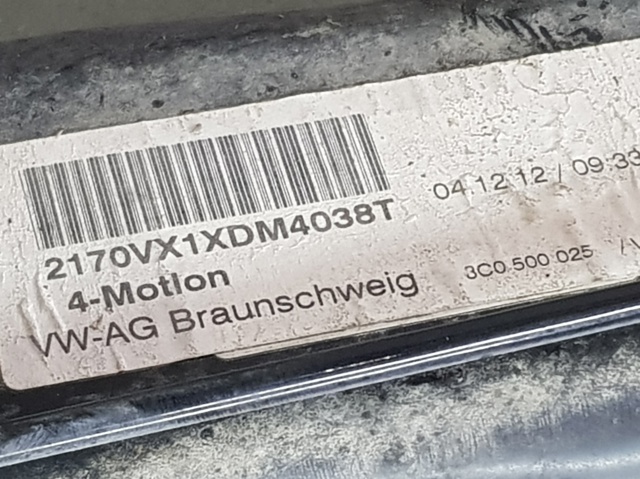 04.12.12 / 09:33
2170VX1XDM4038T
4-Motion
3C0 500 025
VW-AG Braunschweig